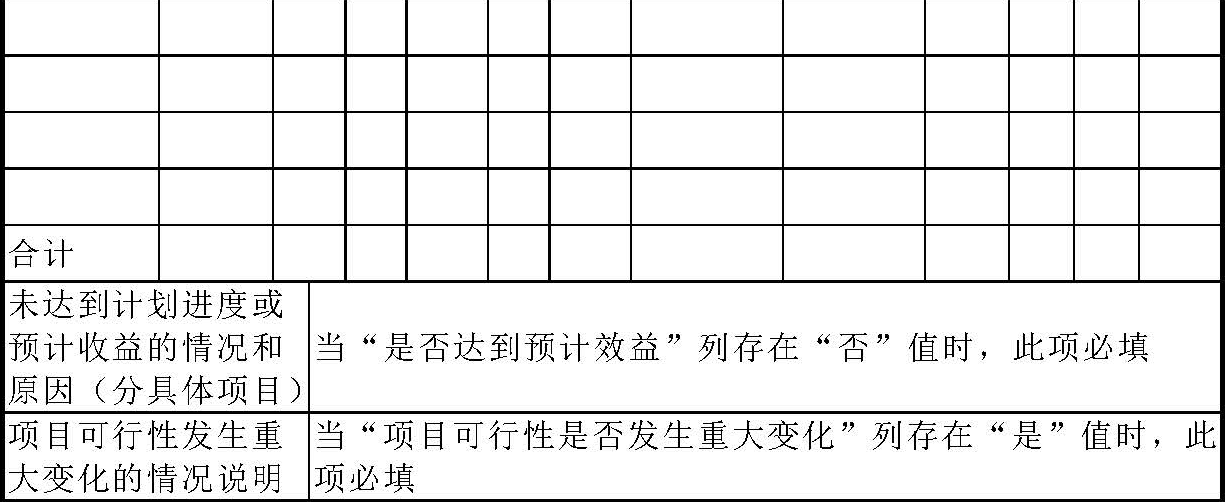 合计
未达到计划进度或
预计收益的情况和
原因（分具体项目）
当“是否达到预计效益”列存在“否”值时，此项必填
项目可行性发生重
大变化的情况说明
当“项目可行性是否发生重大变化”列存在“是”值时，此
项必填